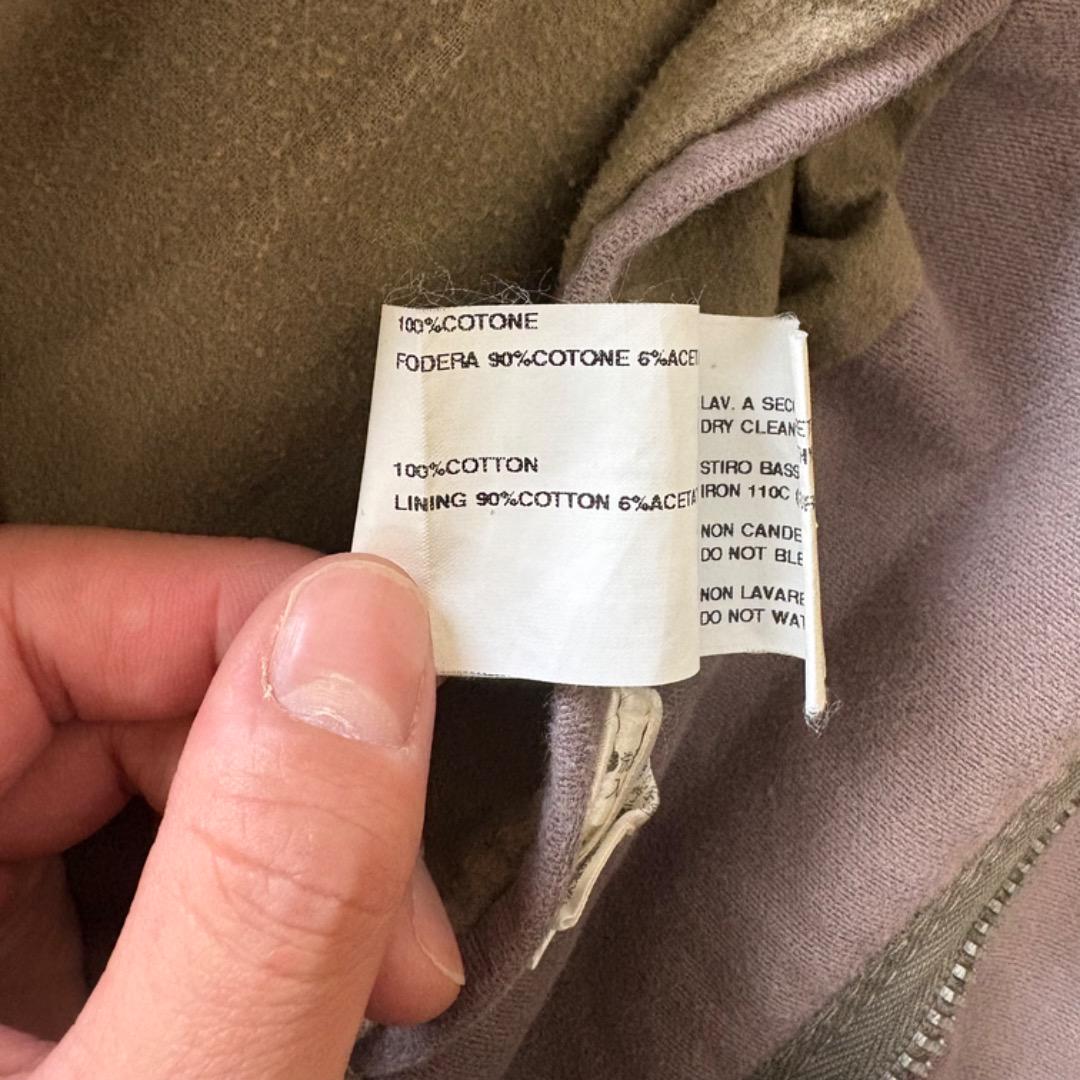 100%COTONE
FODERA 90%COTONE 6%ACET
100%COTTON
LINING 90%COTTON 6%ACETA
LAV. A SEC
DRY CLEAN
STIRO BASS
IRON 110C
NON CANDE
DO NOT BLE
NON LAVARE
DO NOT WAT